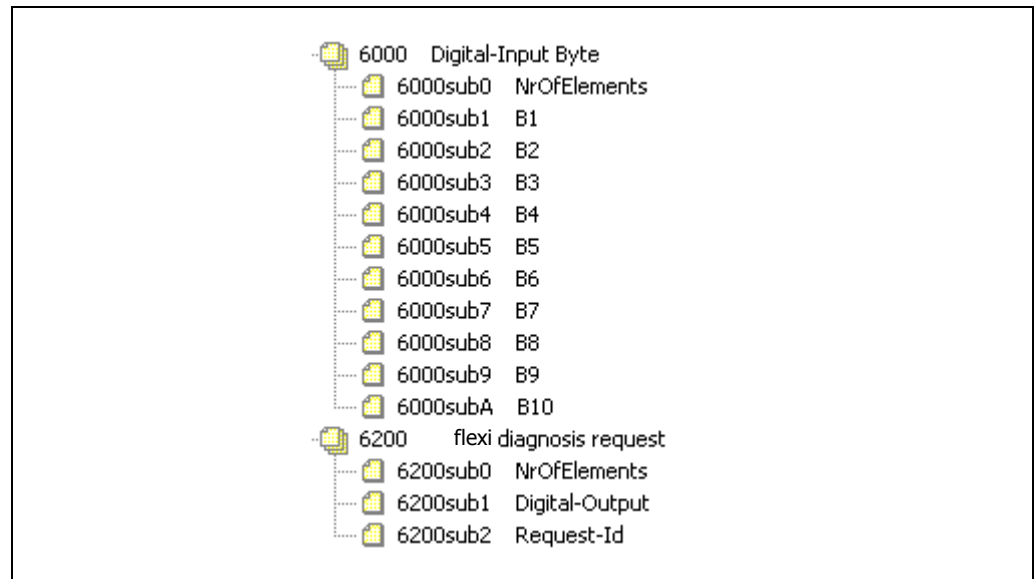 6000 Digital-Input Byte
6000sub0 NrOfElements
6000sub1 B1
6000sub2 B2
6000sub3 B3
6000sub4 B4
6000sub5 B5
6000sub6 B6
6000sub7 B7
6000sub8 B8
6000sub9 B9
6000subA B10
6200 flexi diagnosis request
6200sub0 NrOfElements
6200sub1 Digital-Output
6200sub2 Request-Id